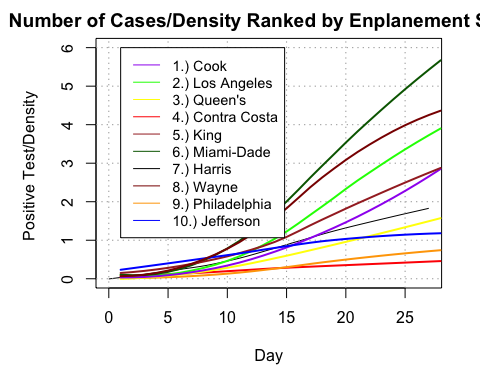 Number of Cases/Density Ranked by Enplanement S
Positive Test/Density
6
5
4
3
2
1
0
1.) Cook
2.) Los Angeles
3.) Queen's
4.) Contra Costa
5.) King
6.) Miami-Dade
7.) Harris
8.) Wayne
9.) Philadelphia
10.) Jefferson
0 5 10 15 20 25
Day